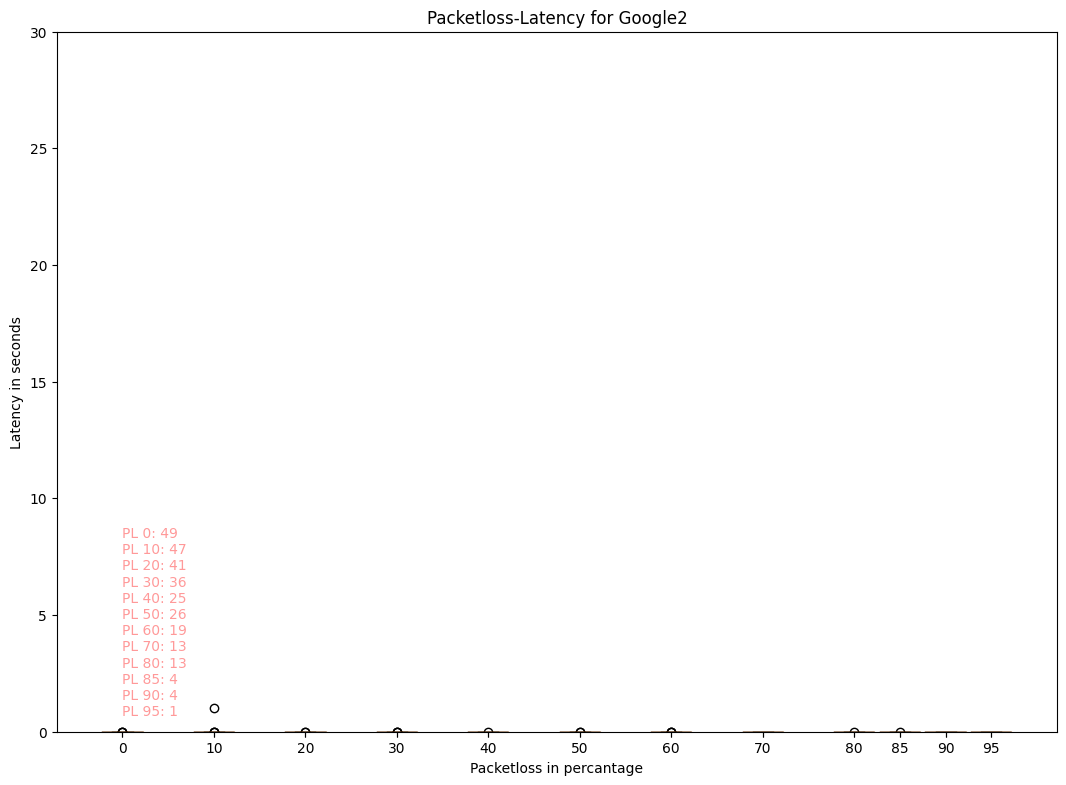 Packetloss-Latency for Google2
30
25
20
15
10
5
0
Latency in seconds
PL 0: 49
PL 10: 47
PL 20: 41
PL 30: 36
PL 40: 25
PL 50: 26
PL 60: 19
PL 70: 13
PL 80: 13
PL 85: 4
PL 90: 4
PL 95: 1
0 10 20 30 40 50 60 70 80 85 90 95
Packetloss in percantage